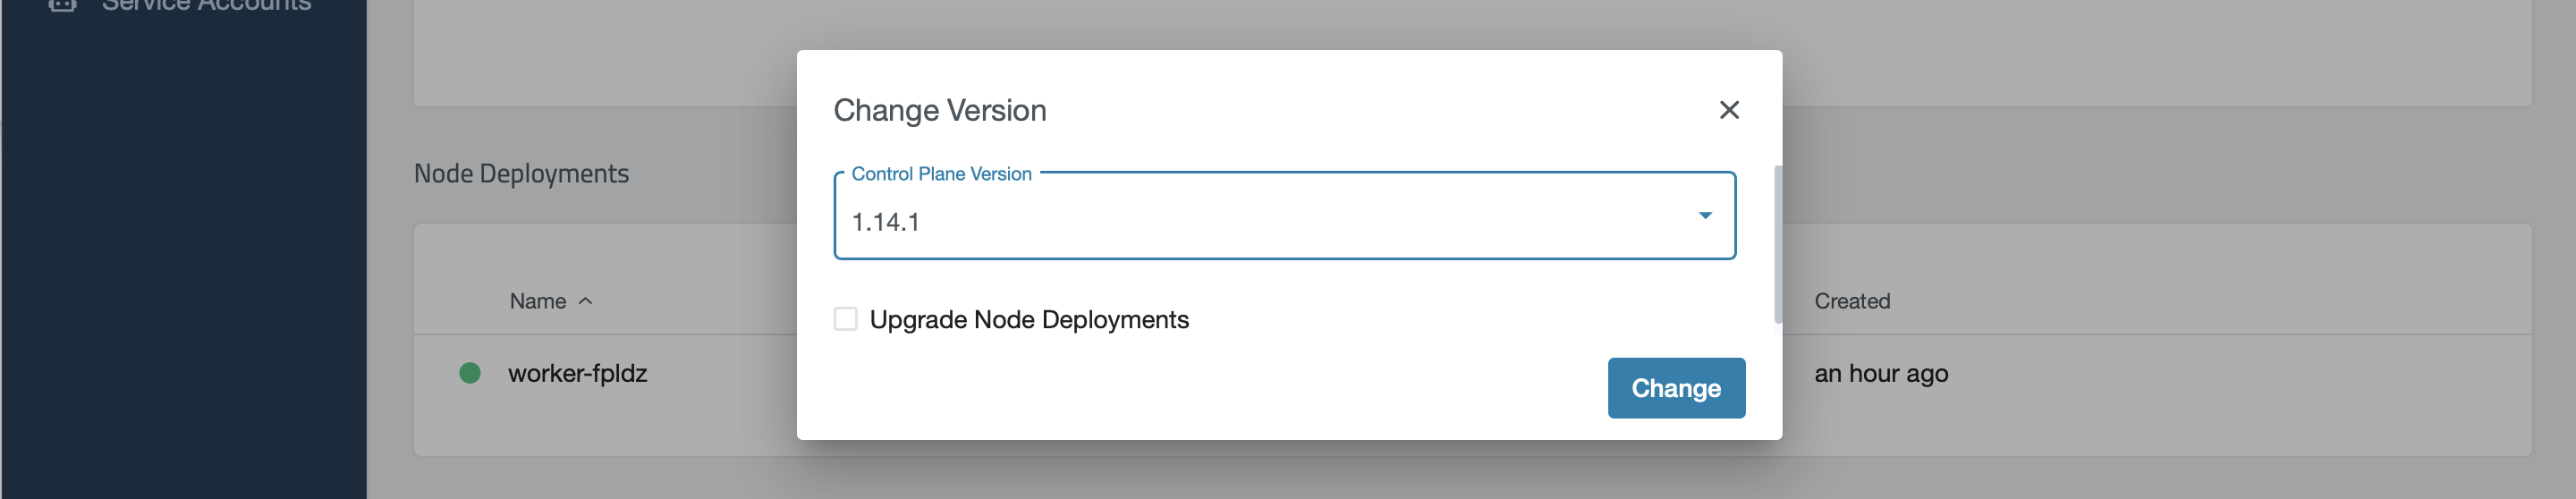 Service Accounts
Change Version
Control Plane Version
1.14.1
Node Deployments
Upgrade Node Deployments
Name
Created
worker-fpldz
an hour ago
Change